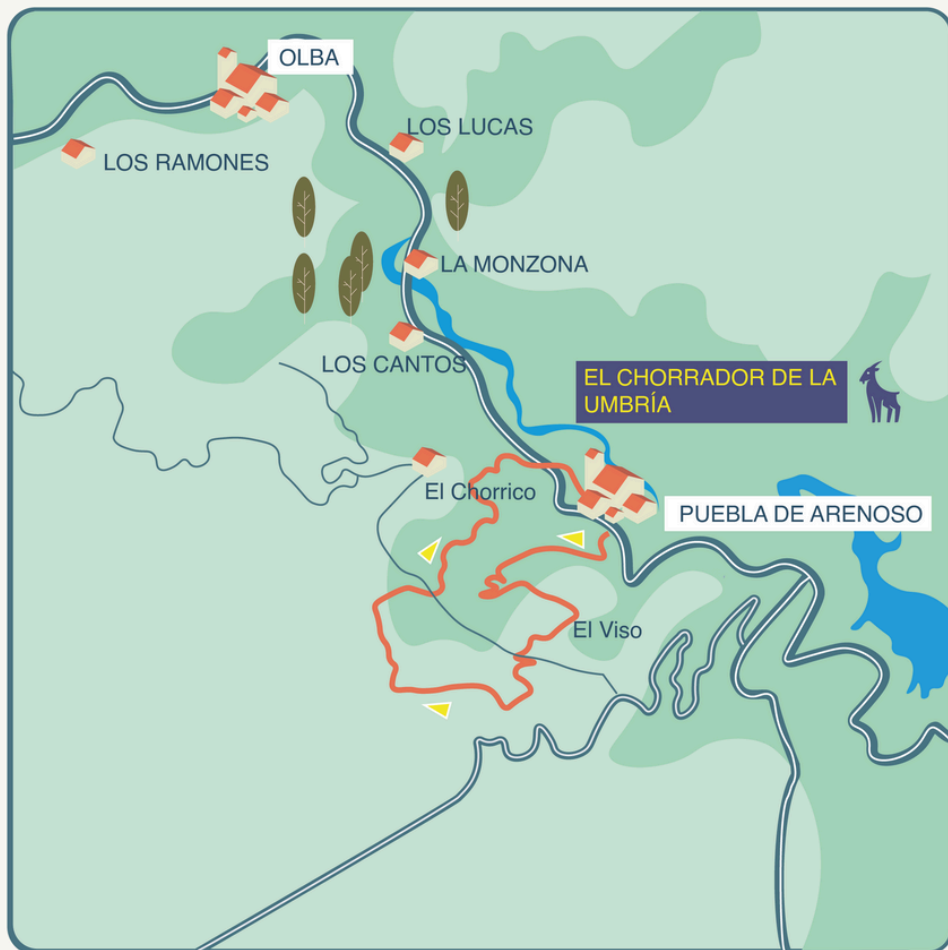 OLBA
LOS LUCAS
LOS RAMONES
LA MONZONA
LOS CANTOS
EL CHORRADOR DE LA
UMBRÍA
El Chorrico
PUEBLA DE ARENOSO
El Viso